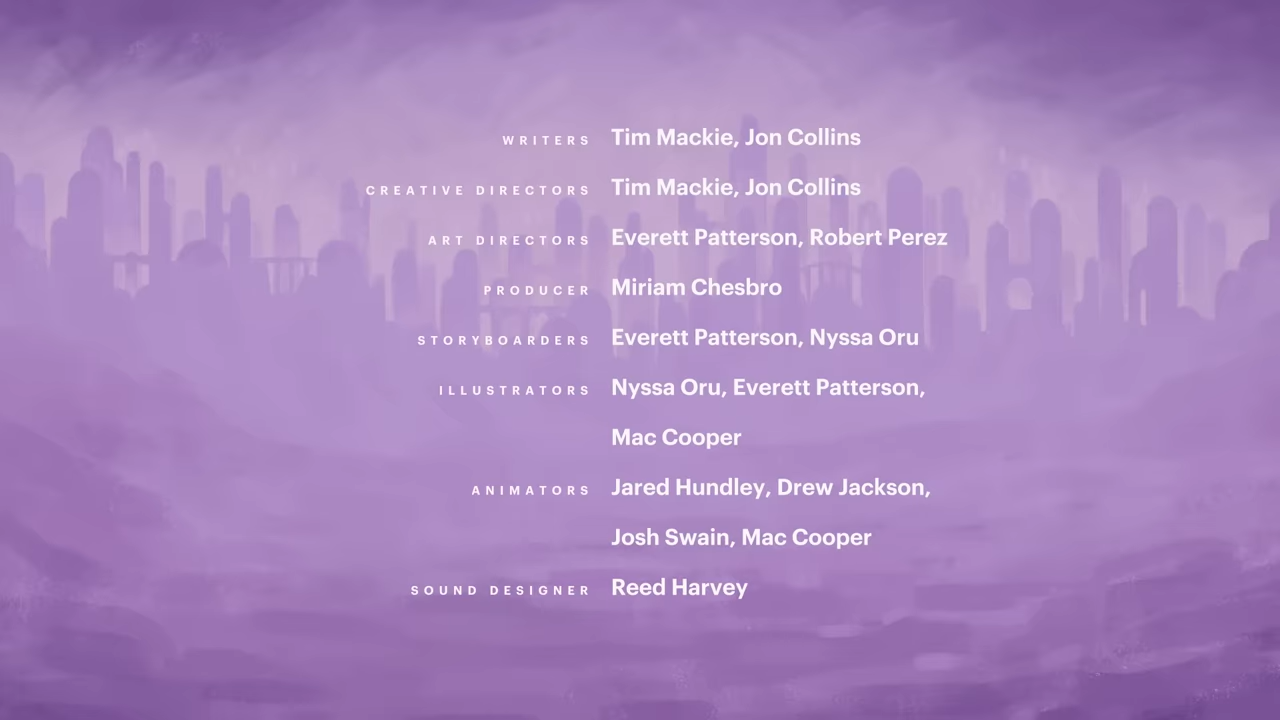 WRITERS Tim Mackie, Jon Collins
CREATIVE DIRECTORS Tim Mackie, Jon Collins
ART DIRECTORS Everett Patterson, Robert Perez
PRODUCER Miriam Chesbro
STORYBOARDERS Everett Patterson, Nyssa Oru
ILLUSTRATORS Nyssa Oru, Everett Patterson,
Mac Cooper
ANIMATORS Jared Hundley, Drew Jackson,
Josh Swain, Mac Cooper
SOUND DESIGNER Reed Harvey